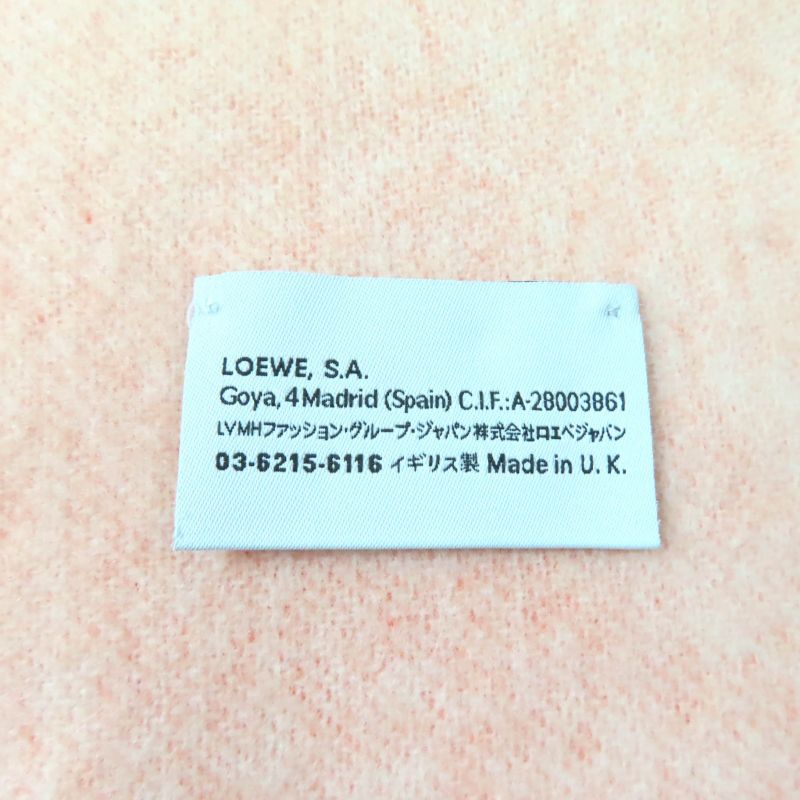 LOEWE, S.A.
Goya, 4 Madrid (Spain) C.I.F.:A-28003861
LVMHファッション・グループ・ジャパン株式会社ロエベジャパン
03-6215-6116 イギリス製 Made in U. K.